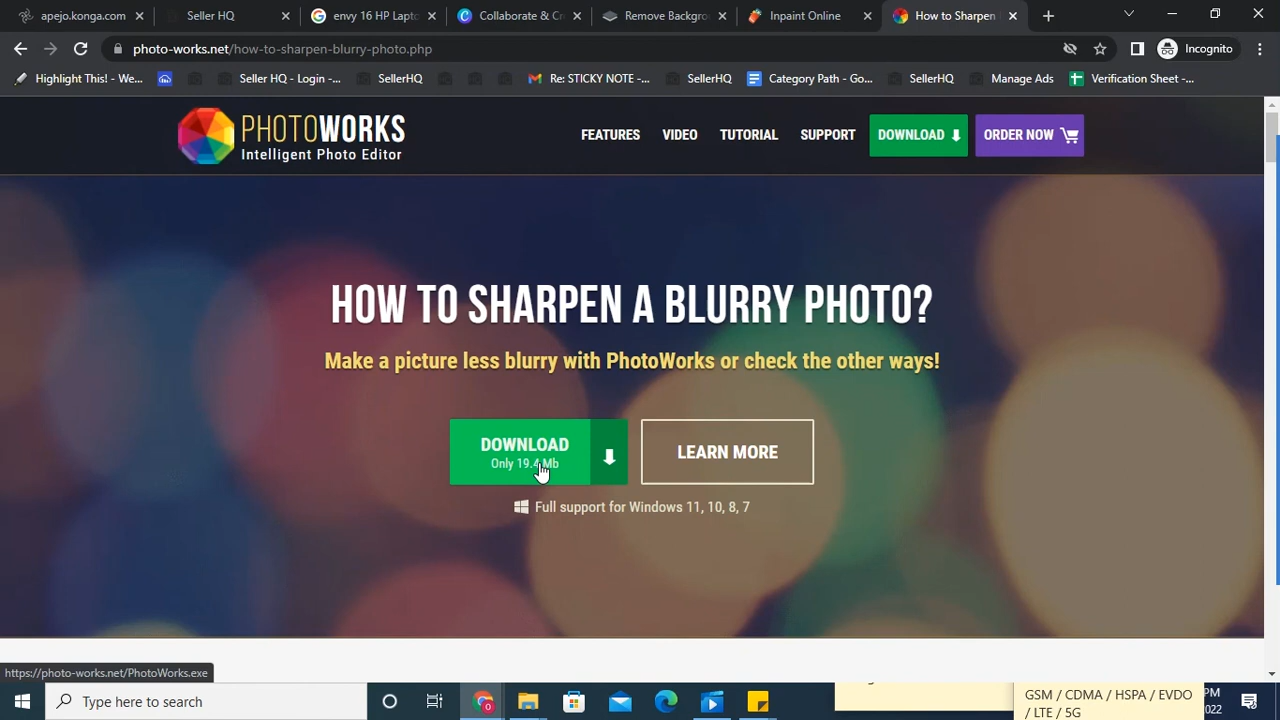 apejo.konga.com
Seller HQ
envy 16 HP Lapt
Collaborate & Cr
Remove Backgro
Inpaint Online
How to Sharpen
photo-works.net/how-to-sharpen-blurry-photo.php
Incognito
Highlight This! - We...
Seller HQ - Login -...
SellerHQ
Re: STICKY NOTE -...
SellerHQ
Category Path - Go...
SellerHQ
Manage Ads
Verification Sheet -...
PHOTOWORKS
Intelligent Photo Editor
FEATURES
VIDEO
TUTORIAL
SUPPORT
DOWNLOAD
ORDER NOW
HOW TO SHARPEN A BLURRY PHOTO?
Make a picture less blurry with PhotoWorks or check the other ways!
DOWNLOAD
Only 19.4 Mb
LEARN MORE
Full support for Windows 11, 10, 8, 7
https://photo-works.net/PhotoWorks.exe
Type here to search
GSM / CDMA / HSPA / EVDO
/ LTE / 5G
PM
2022